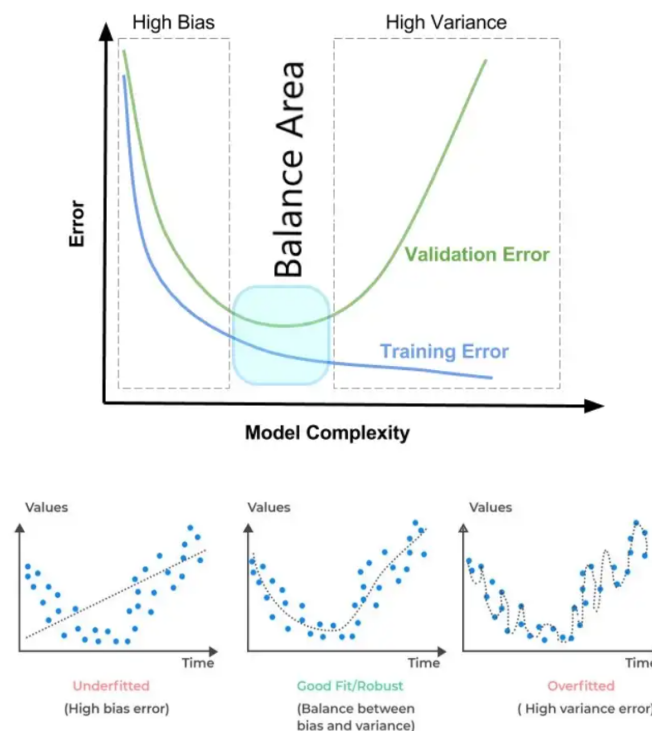 High Bias
High Variance
Balance Area
Error
Validation Error
Training Error
Model Complexity
Values
Values
Values
Time
Time
Time
Underfitted
Good Fit/Robust
Overfitted
(High bias error)
(Balance between
bias and variance)
( High variance error)